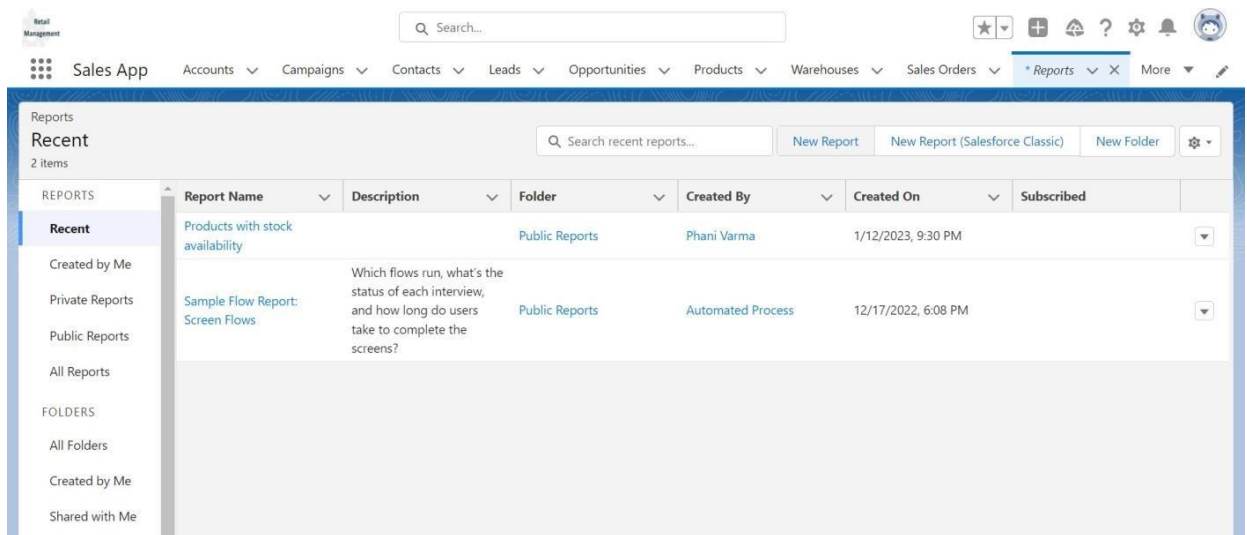 Retail
Management
Search...
Sales App
Accounts
Campaigns
Contacts
Leads
Opportunities
Products
Warehouses
Sales Orders
* Reports
More
Reports
Recent
2 items
Search recent reports...
New Report
New Report (Salesforce Classic)
New Folder
REPORTS
Recent
Created by Me
Private Reports
Public Reports
All Reports
FOLDERS
All Folders
Created by Me
Shared with Me
Report Name
Description
Folder
Created By
Created On
Subscribed
Products with stock
availability
Public Reports
Phani Varma
1/12/2023, 9:30 PM
Sample Flow Report:
Screen Flows
Which flows run, what's the
status of each interview,
and how long do users
take to complete the
screens?
Public Reports
Automated Process
12/17/2022, 6:08 PM